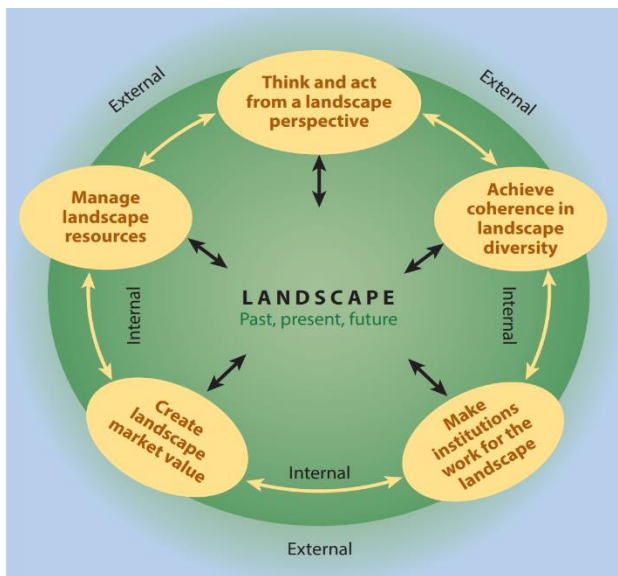 Think and act
from a landscape
perspective
External
External
Manage
landscape
resources
Achieve
coherence in
landscape
diversity
LANDSCAPE
Past, present, future
Internal
Internal
Create
landscape
market value
Make
institutions
work for the
landscape
Internal
External